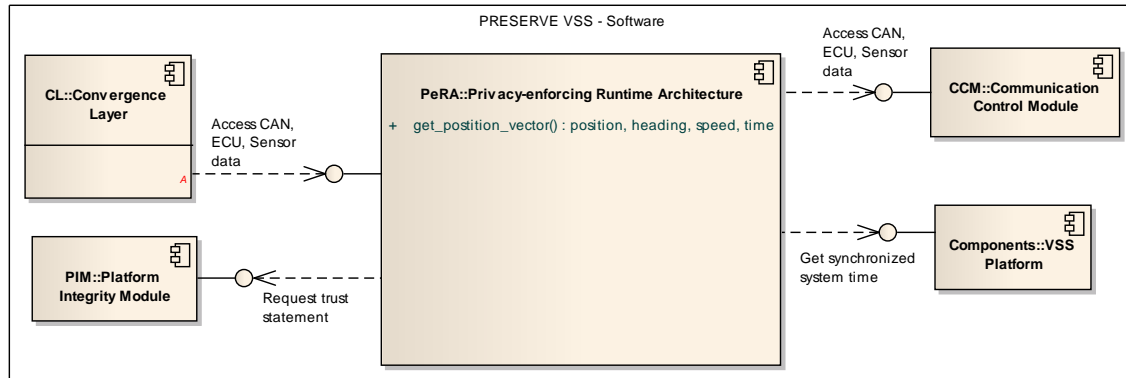 PRESERVE VSS - Software
CL::Convergence
Layer
A
Access CAN,
ECU, Sensor
data
PIM::Platform
Integrity Module
Request trust
statement
PeRA::Privacy-enforcing Runtime Architecture
+ get_postition_vector() : position, heading, speed, time
Access CAN,
ECU, Sensor
data
CCM::Communication
Control Module
Get synchronized
system time
Components::VSS
Platform